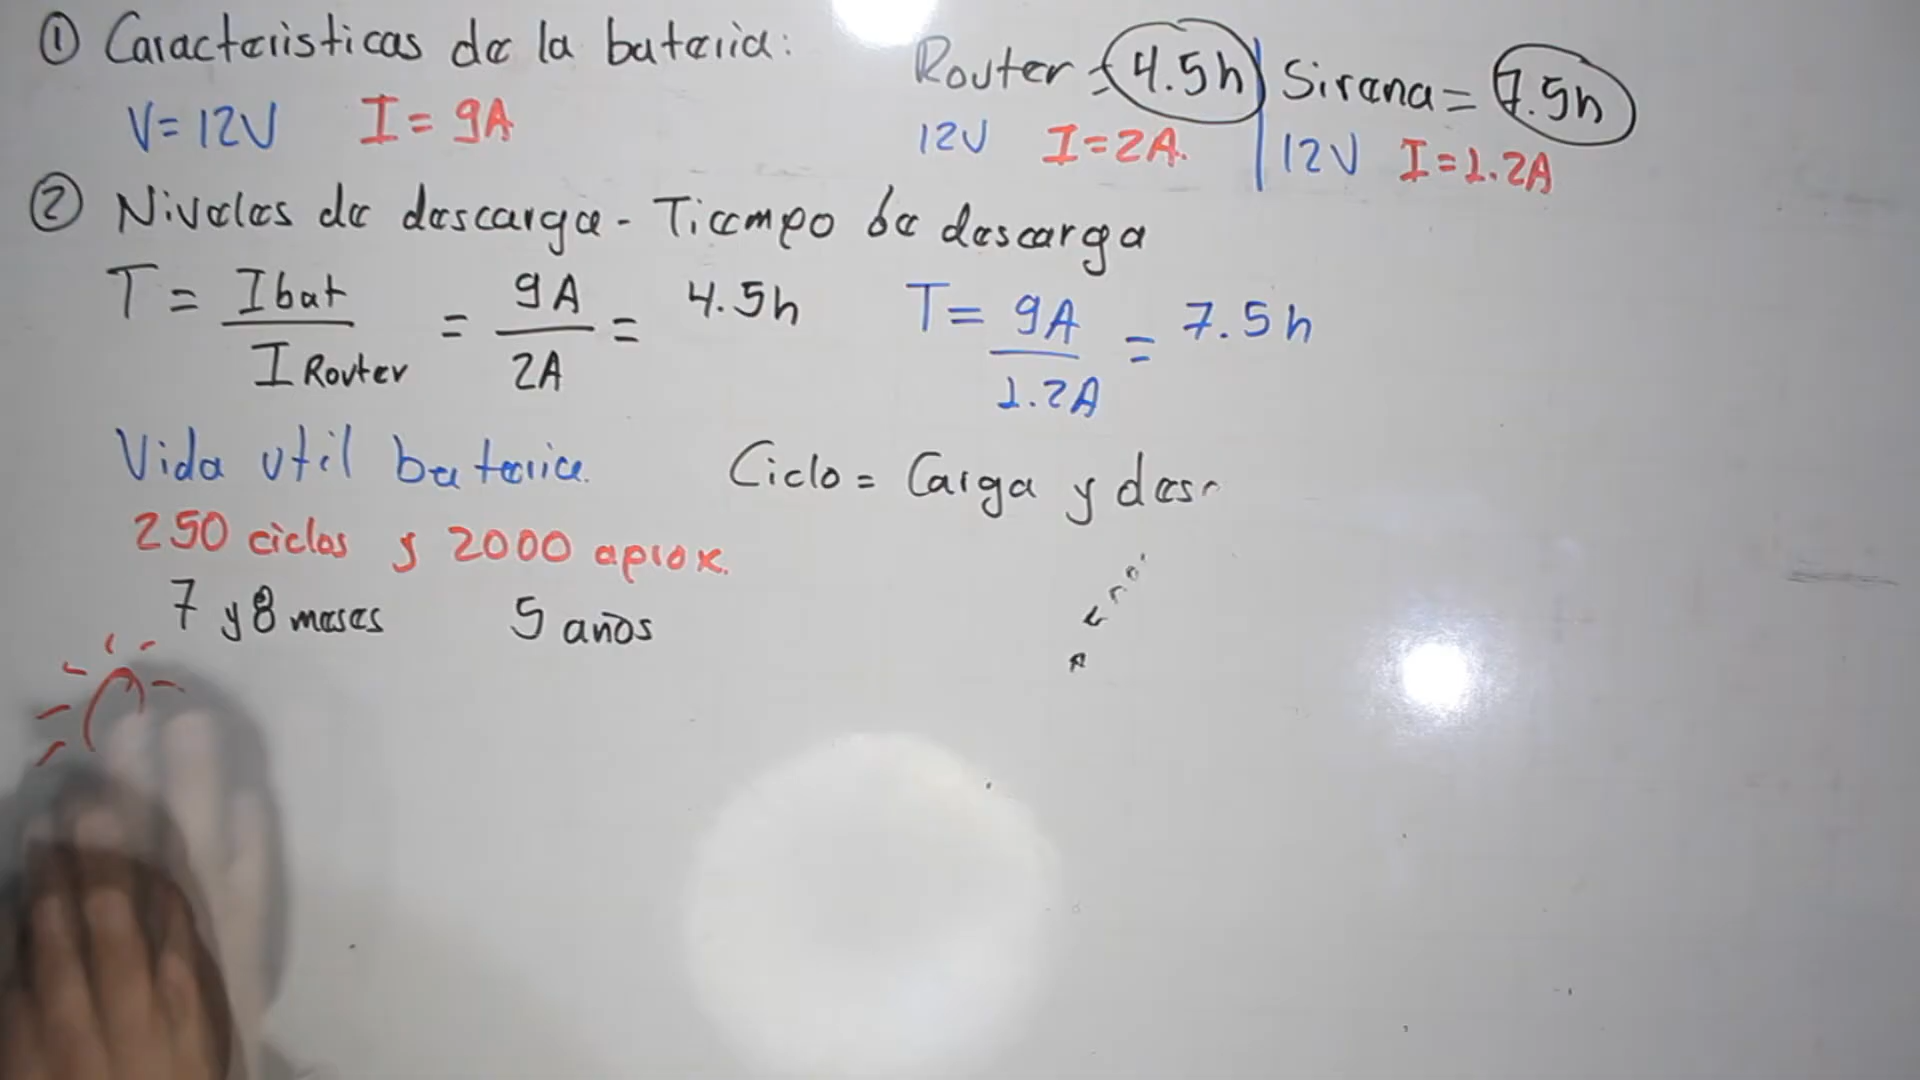 ① Caracteristicas de la bateria:
V=12V I=9A
Router = 4.5h | Sirena = 7.5h
12V I=2A. | 12V I=1.2A
② Niveles de descarga - Tiempo de descarga
T = Ibat / I Router = 9A / 2A = 4.5h
T = 9A / 1.2A = 7.5h
Vida util bateria. Ciclo = Carga y des
250 ciclos y 2000 aprox.
7 y 8 meses 5 años